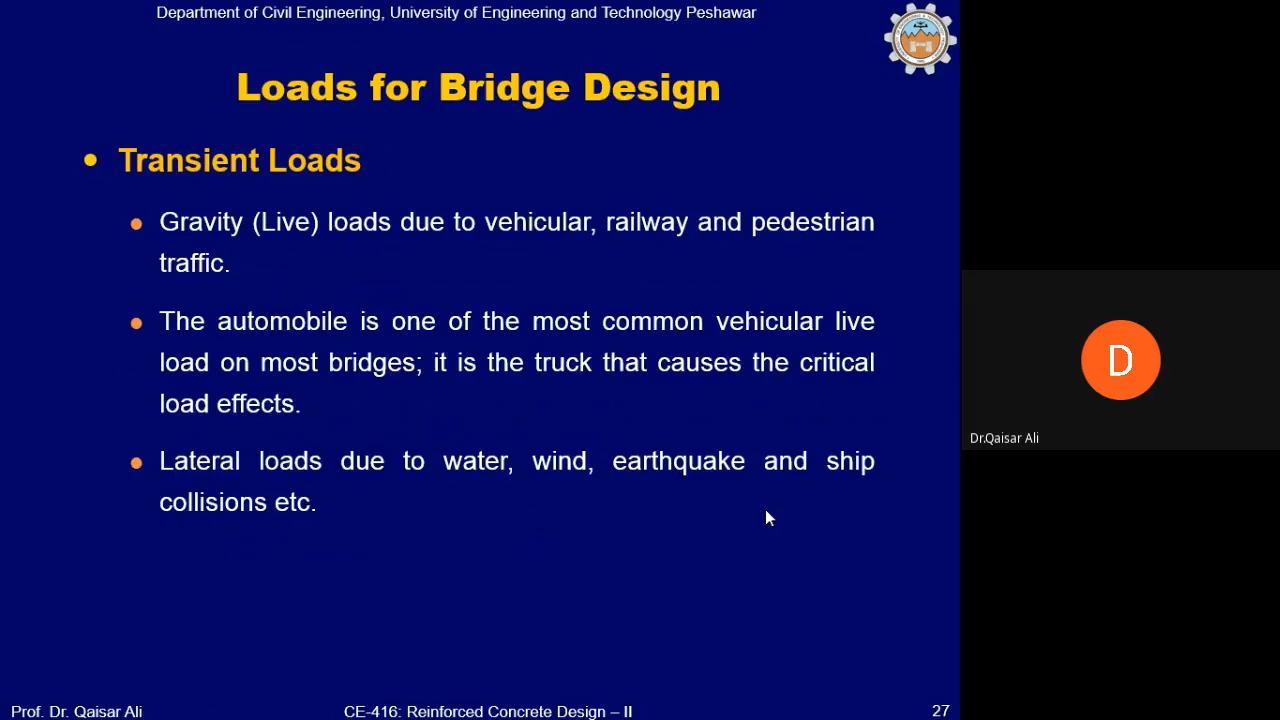 Department of Civil Engineering, University of Engineering and Technology Peshawar
Loads for Bridge Design
• Transient Loads
• Gravity (Live) loads due to vehicular, railway and pedestrian
traffic.
• The automobile is one of the most common vehicular live
load on most bridges; it is the truck that causes the critical
load effects.
• Lateral loads due to water, wind, earthquake and ship
collisions etc.
D
Dr.Qaisar Ali
Prof. Dr. Qaisar Ali
CE-416: Reinforced Concrete Design – II
27